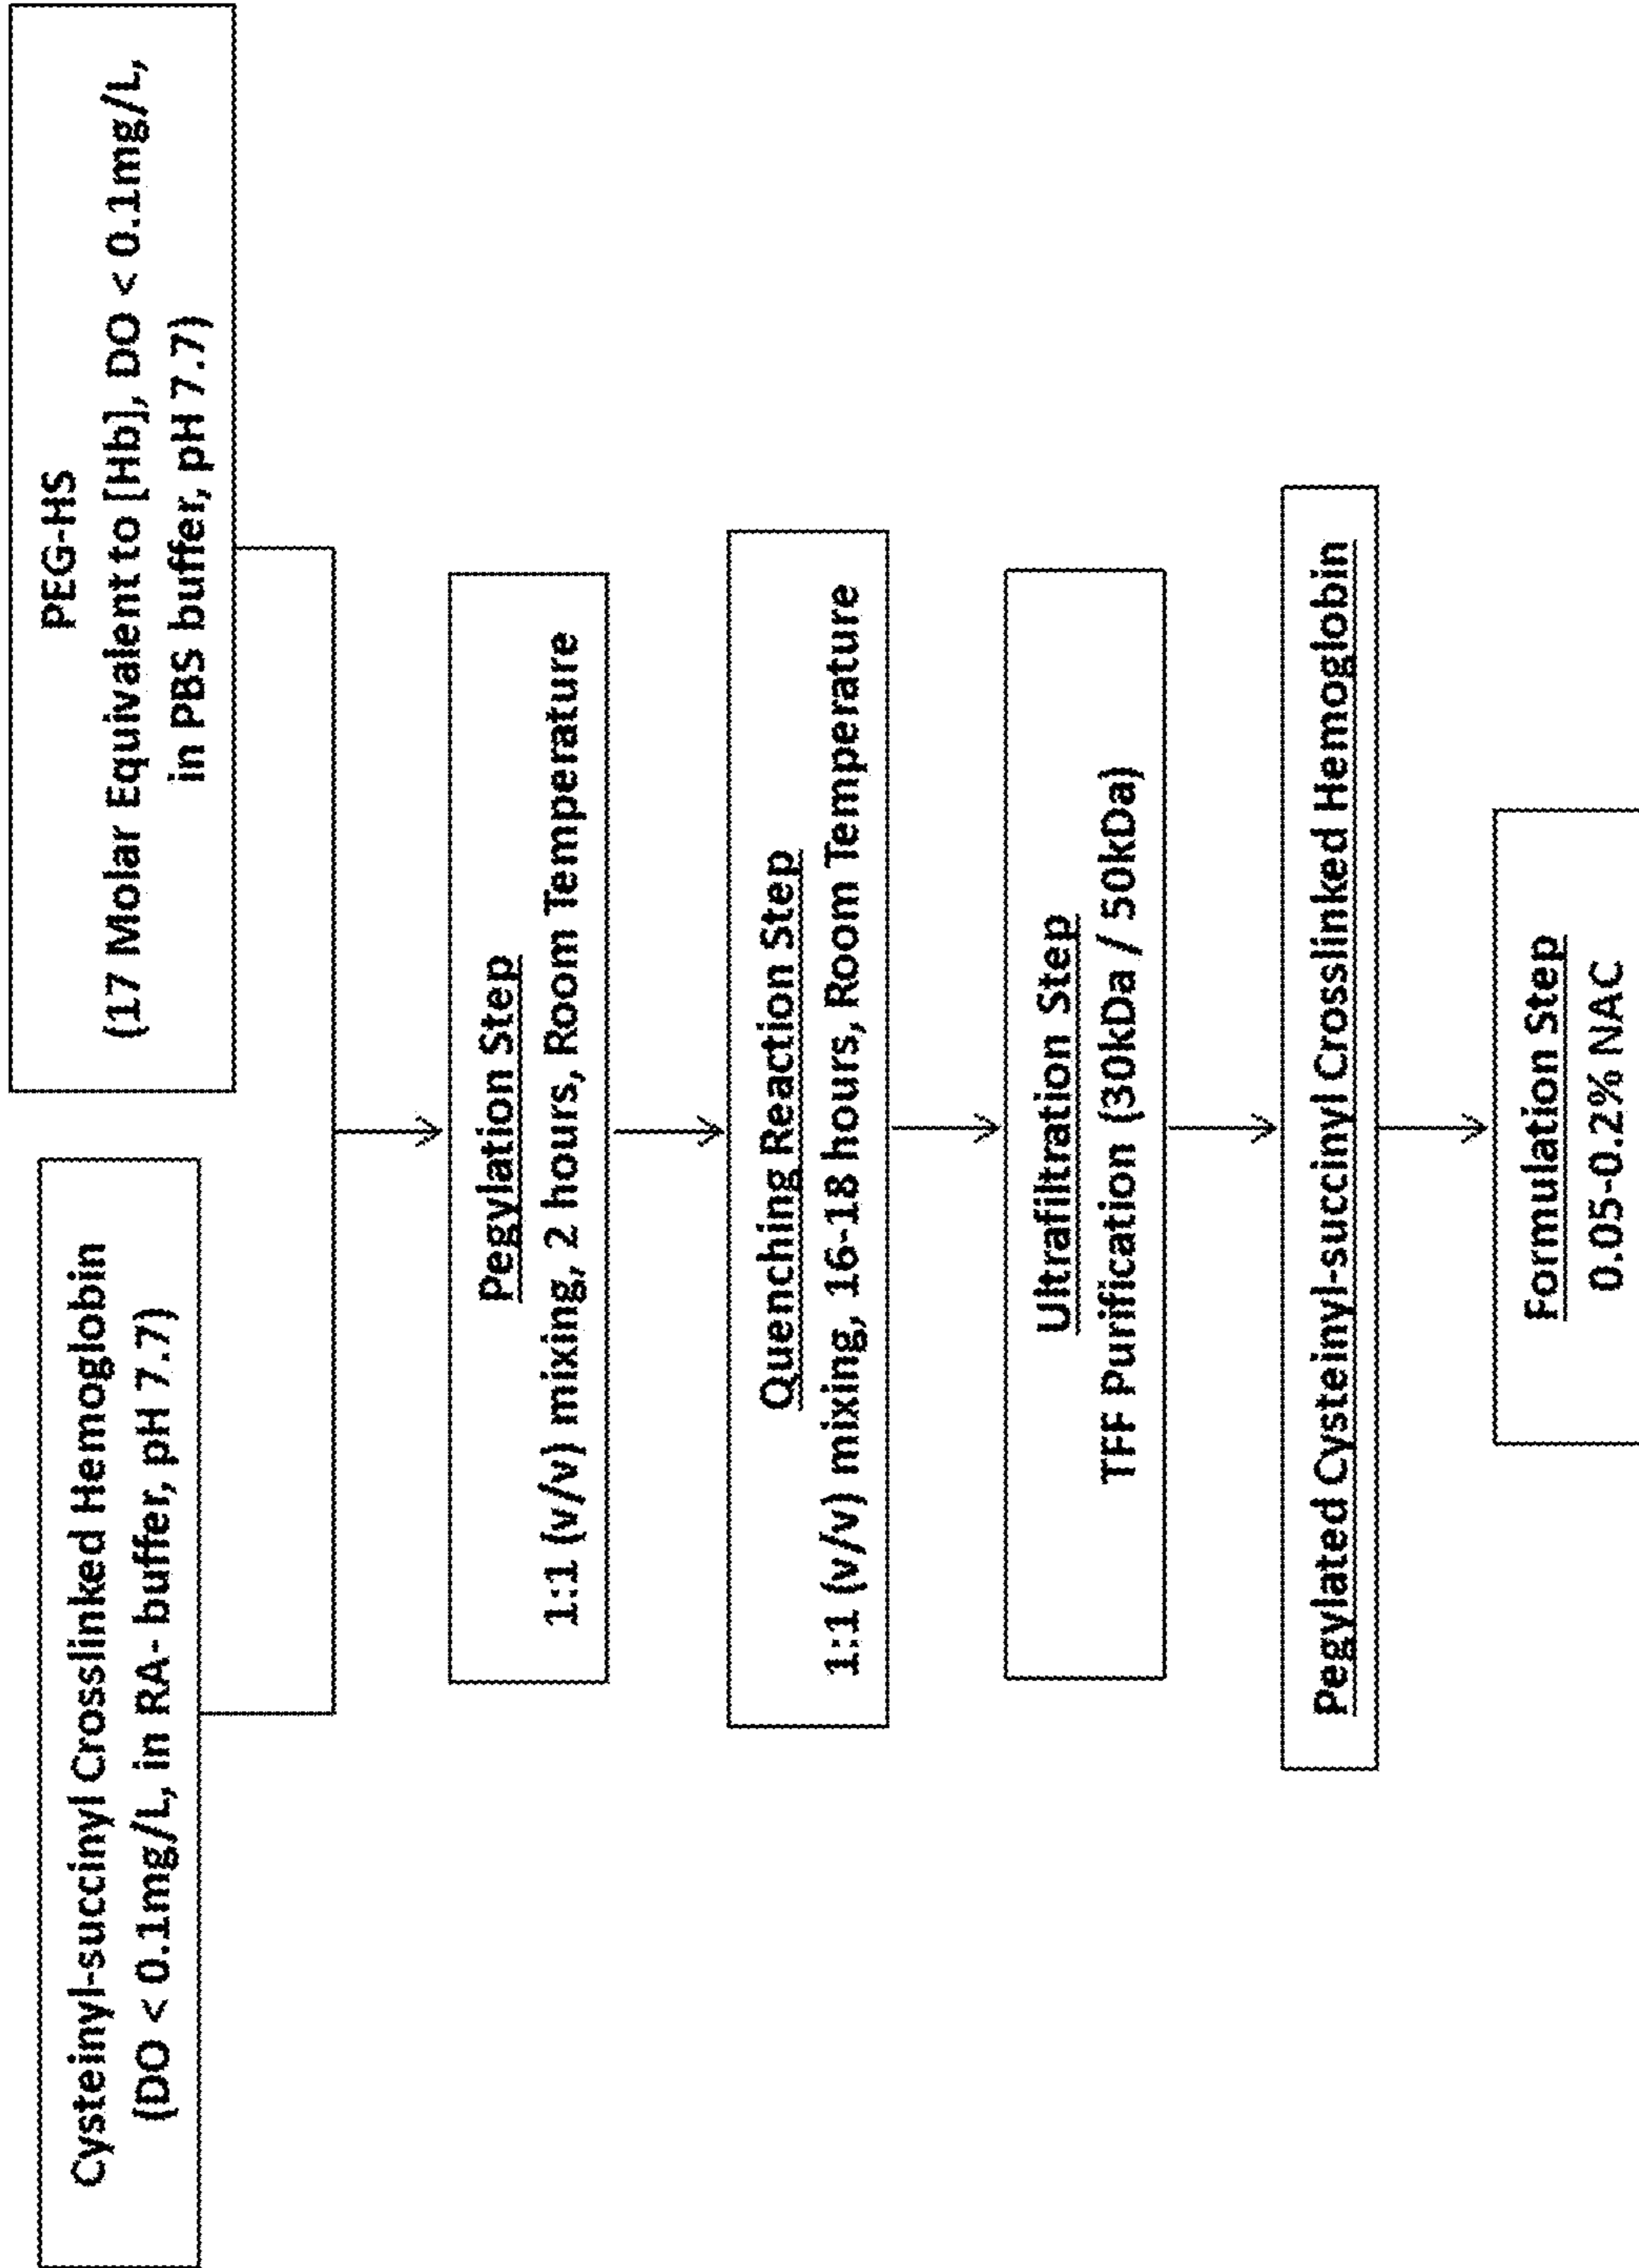 Cysteinyl-succinyl Crosslinked Hemoglobin
(DO < 0.1mg/L, in RA- buffer, pH 7.7)
PEG-HS
(17 Molar Equivalent to [Hb], DO < 0.1mg/L,
in PBS buffer, pH 7.7)
Pegylation Step
1:1 (v/v) mixing, 2 hours, Room Temperature
Quenching Reaction Step
1:1 (v/v) mixing, 16-18 hours, Room Temperature
Ultrafiltration Step
TFF Purification (30kDa / 50kDa)
Pegylated Cysteinyl-succinyl Crosslinked Hemoglobin
Formulation Step
0.05-0.2% NAC